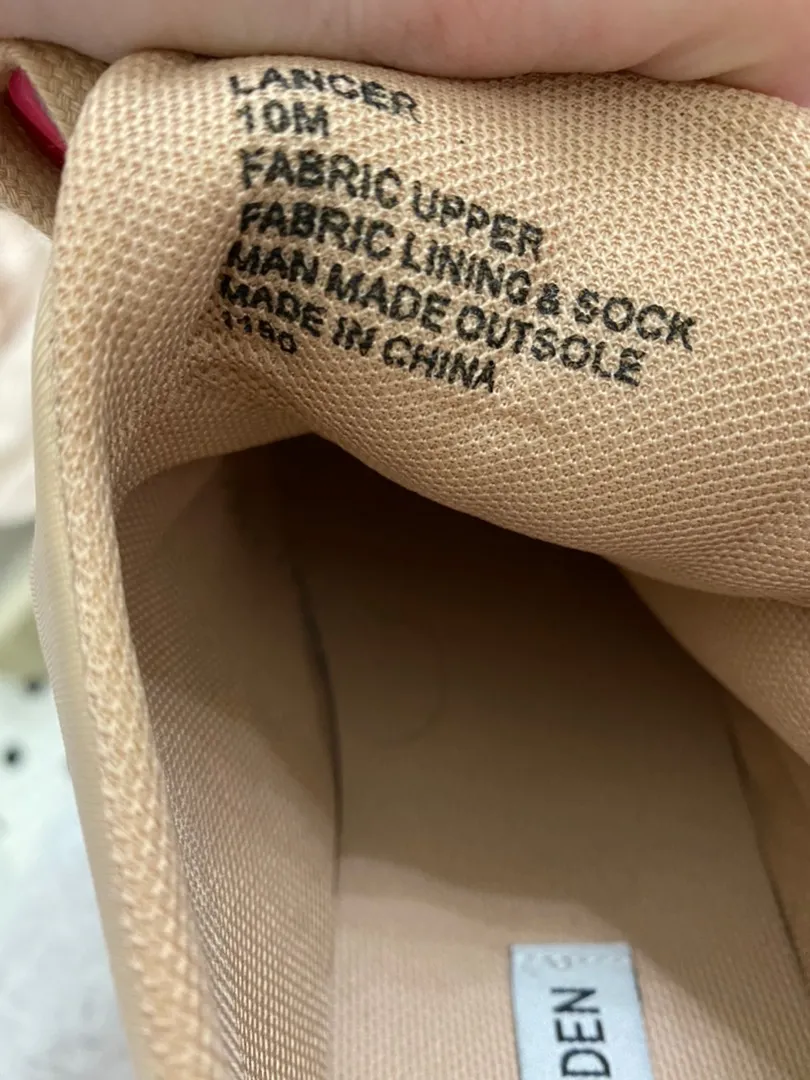 LANCER
10M
FABRIC UPPER
FABRIC LINING & SOCK
MAN MADE OUTSOLE
MADE IN CHINA
DEN